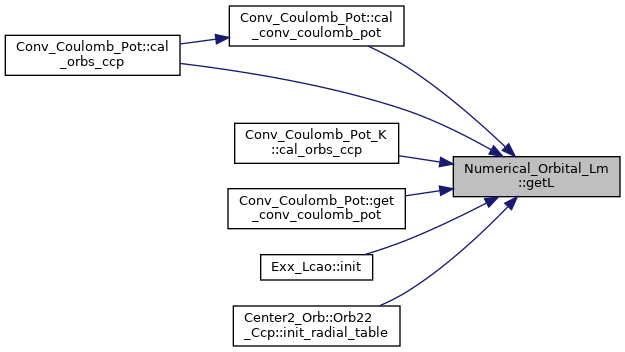 Conv_Coulomb_Pot::cal
_conv_coulomb_pot
Conv_Coulomb_Pot::cal
_orbs_ccp
Conv_Coulomb_Pot_K
::cal_orbs_ccp
Numerical_Orbital_Lm
::getL
Conv_Coulomb_Pot::get
_conv_coulomb_pot
Exx_Lcao::init
Center2_Orb::Orb22
_Ccp::init_radial_table